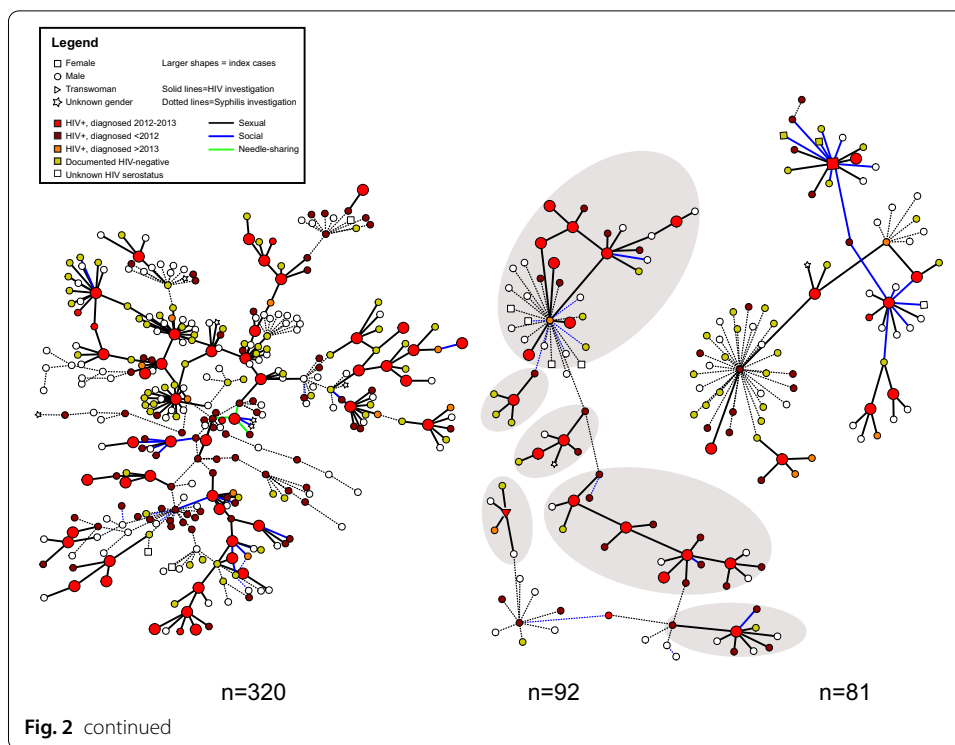 Legend
Female Larger shapes = index cases
Male
Transwoman Solid lines=HIV investigation
Unknown gender Dotted lines=Syphilis investigation
HIV+, diagnosed 2012-2013 Sexual
HIV+, diagnosed <2012 Social
HIV+, diagnosed >2013 Needle-sharing
Documented HIV-negative
Unknown HIV serostatus
n=320 n=92 n=81
Fig. 2 continued